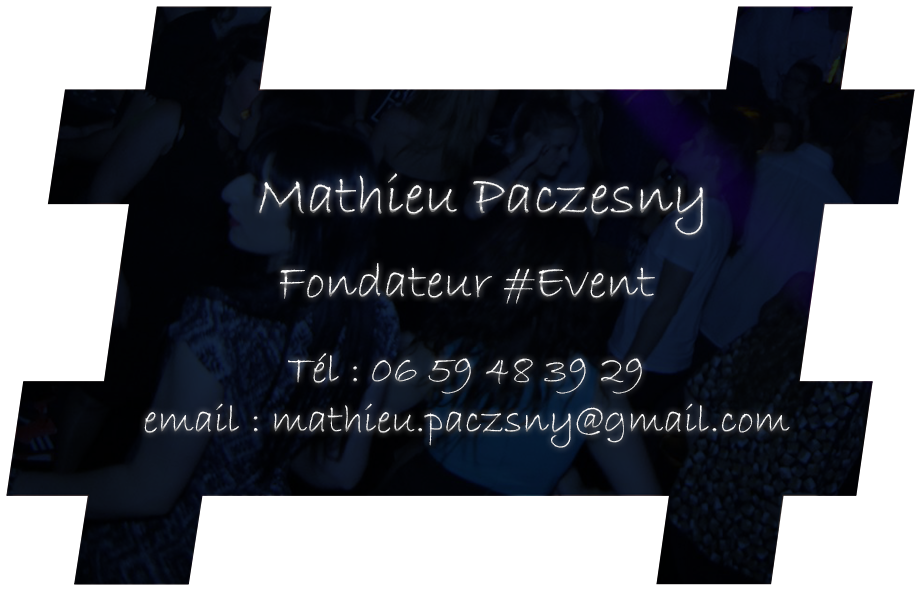 Mathieu Paczesny
Fondateur #Event
Tél : 06 59 48 39 29
email : mathieu.paczsny@gmail.com